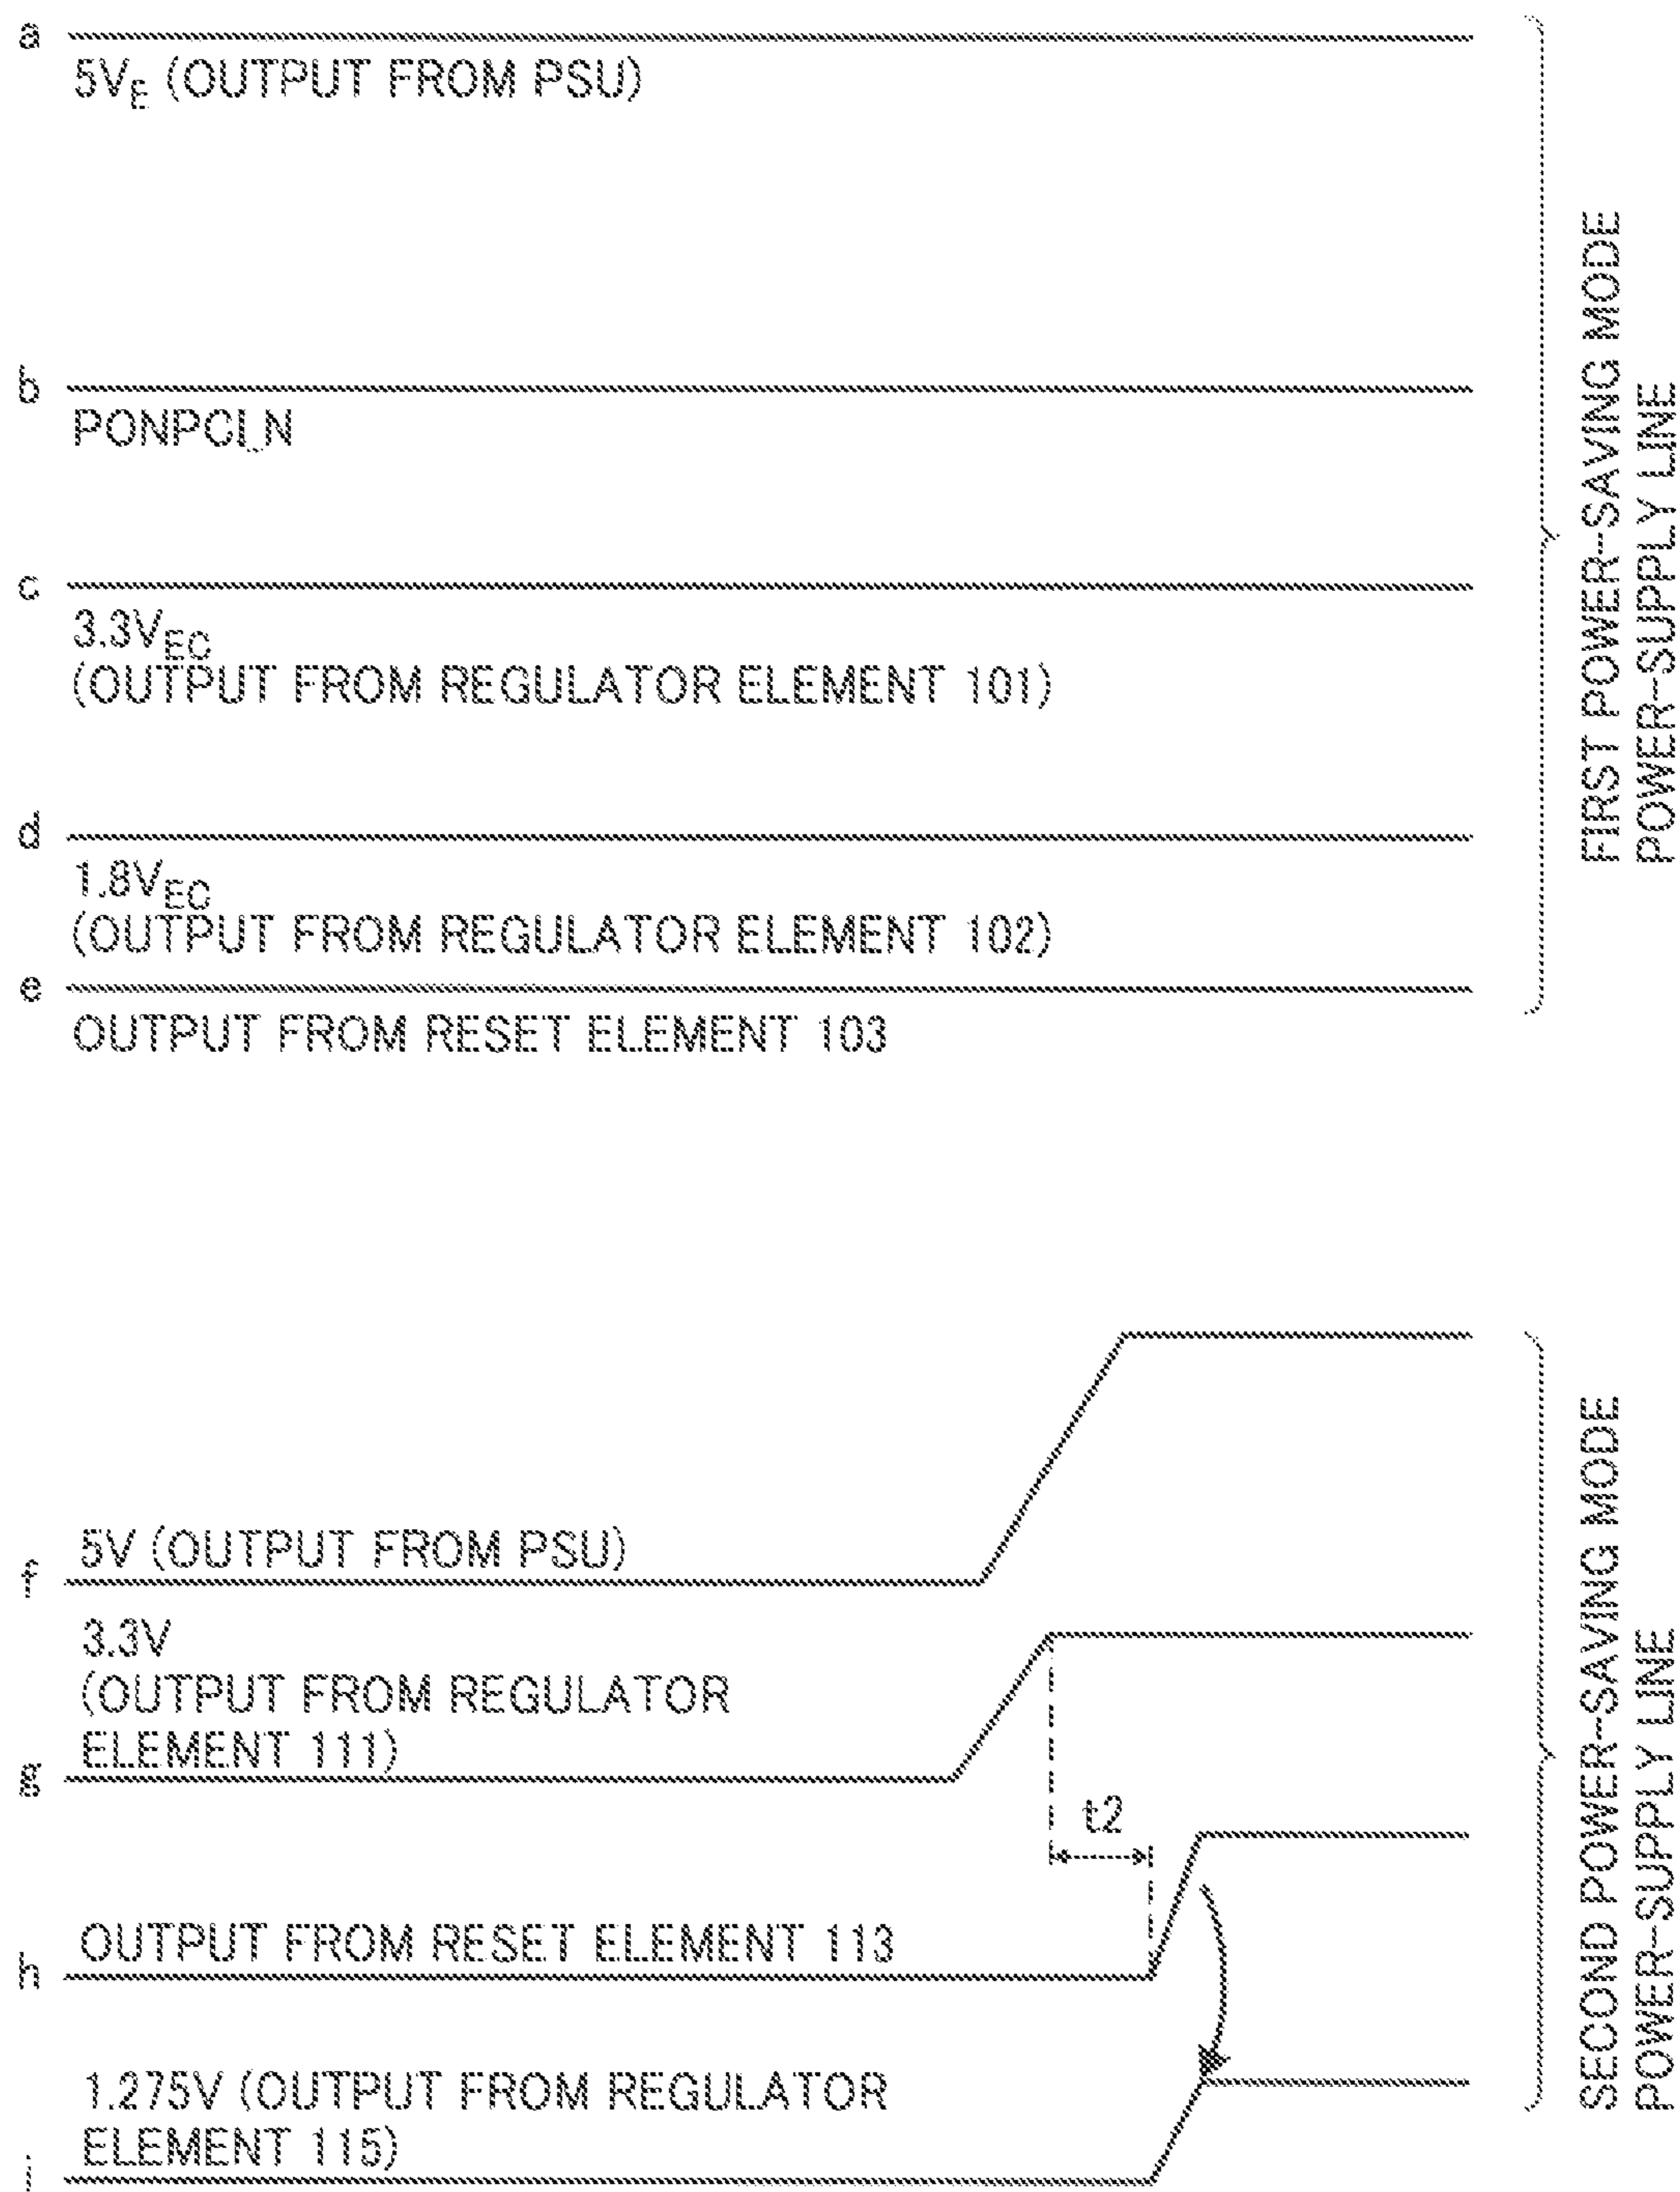 a
5VE (OUTPUT FROM PSU)
b
PONPCI_N
c
3.3VEC
(OUTPUT FROM REGULATOR ELEMENT 101)
d
1.8VEC
(OUTPUT FROM REGULATOR ELEMENT 102)
e
OUTPUT FROM RESET ELEMENT 103
FIRST POWER-SAVING MODE
POWER-SUPPLY LINE
5V (OUTPUT FROM PSU)
f
3.3V
(OUTPUT FROM REGULATOR
ELEMENT 111)
g
t2
OUTPUT FROM RESET ELEMENT 113
h
1.275V (OUTPUT FROM REGULATOR
ELEMENT 115)
i
SECOND POWER-SAVING MODE
POWER-SUPPLY LINE